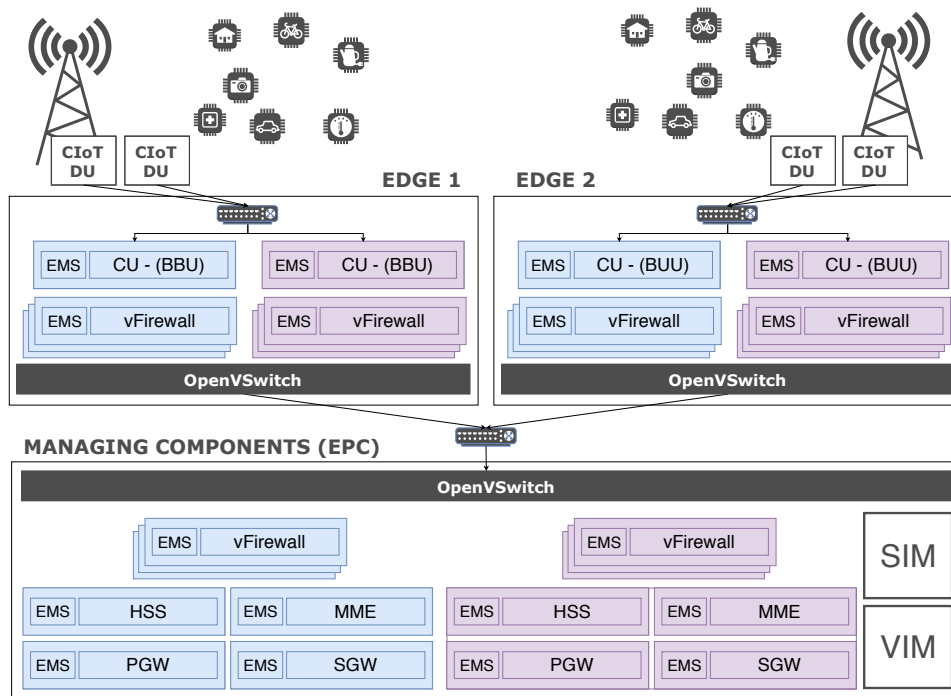 CIoT DU
CIoT DU
CIoT DU
CIoT DU
EDGE 1
EDGE 2
EMS CU - (BBU)
EMS CU - (BBU)
EMS CU - (BUU)
EMS CU - (BUU)
EMS vFirewall
EMS vFirewall
EMS vFirewall
EMS vFirewall
OpenVSwitch
OpenVSwitch
MANAGING COMPONENTS (EPC)
OpenVSwitch
EMS vFirewall
EMS vFirewall
SIM
EMS HSS
EMS MME
EMS HSS
EMS MME
EMS PGW
EMS SGW
EMS PGW
EMS SGW
VIM